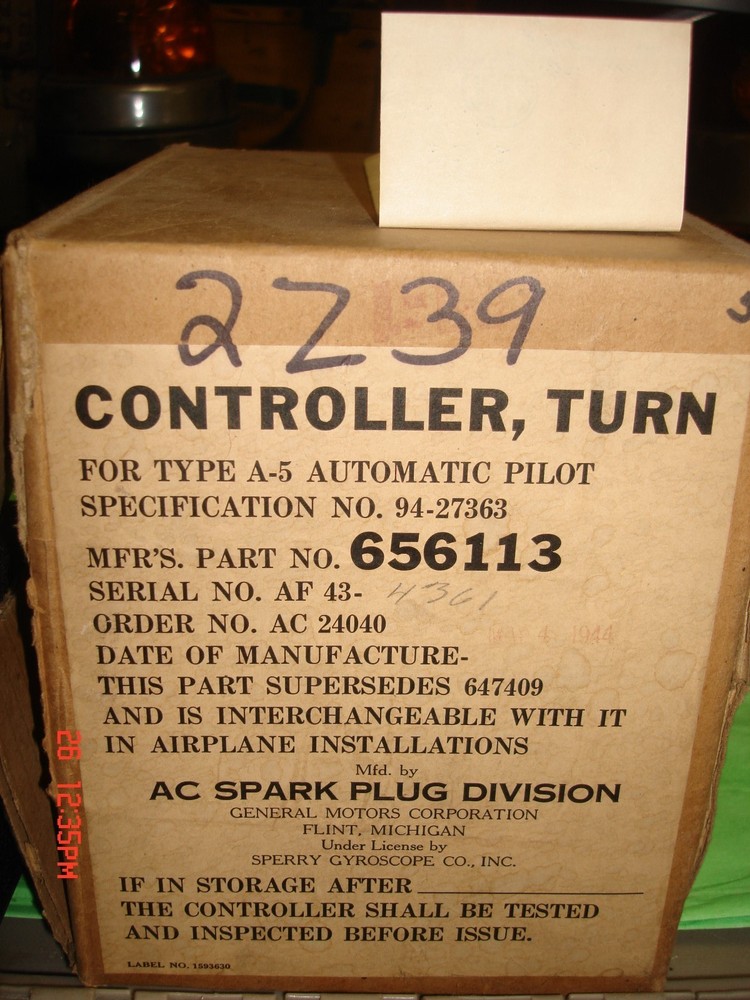 2Z39
CONTROLLER, TURN
FOR TYPE A-5 AUTOMATIC PILOT
SPECIFICATION NO. 94-27363
MFR'S. PART NO. 656113
SERIAL NO. AF 43- 4361
ORDER NO. AC 24040
MAY 4 1944
DATE OF MANUFACTURE-
THIS PART SUPERSEDES 647409
AND IS INTERCHANGEABLE WITH IT
IN AIRPLANE INSTALLATIONS
Mfd. by
AC SPARK PLUG DIVISION
GENERAL MOTORS CORPORATION
FLINT, MICHIGAN
Under License by
SPERRY GYROSCOPE CO., INC.
IF IN STORAGE AFTER
THE CONTROLLER SHALL BE TESTED
AND INSPECTED BEFORE ISSUE.
LABEL NO. 1593630
26 12:35PM